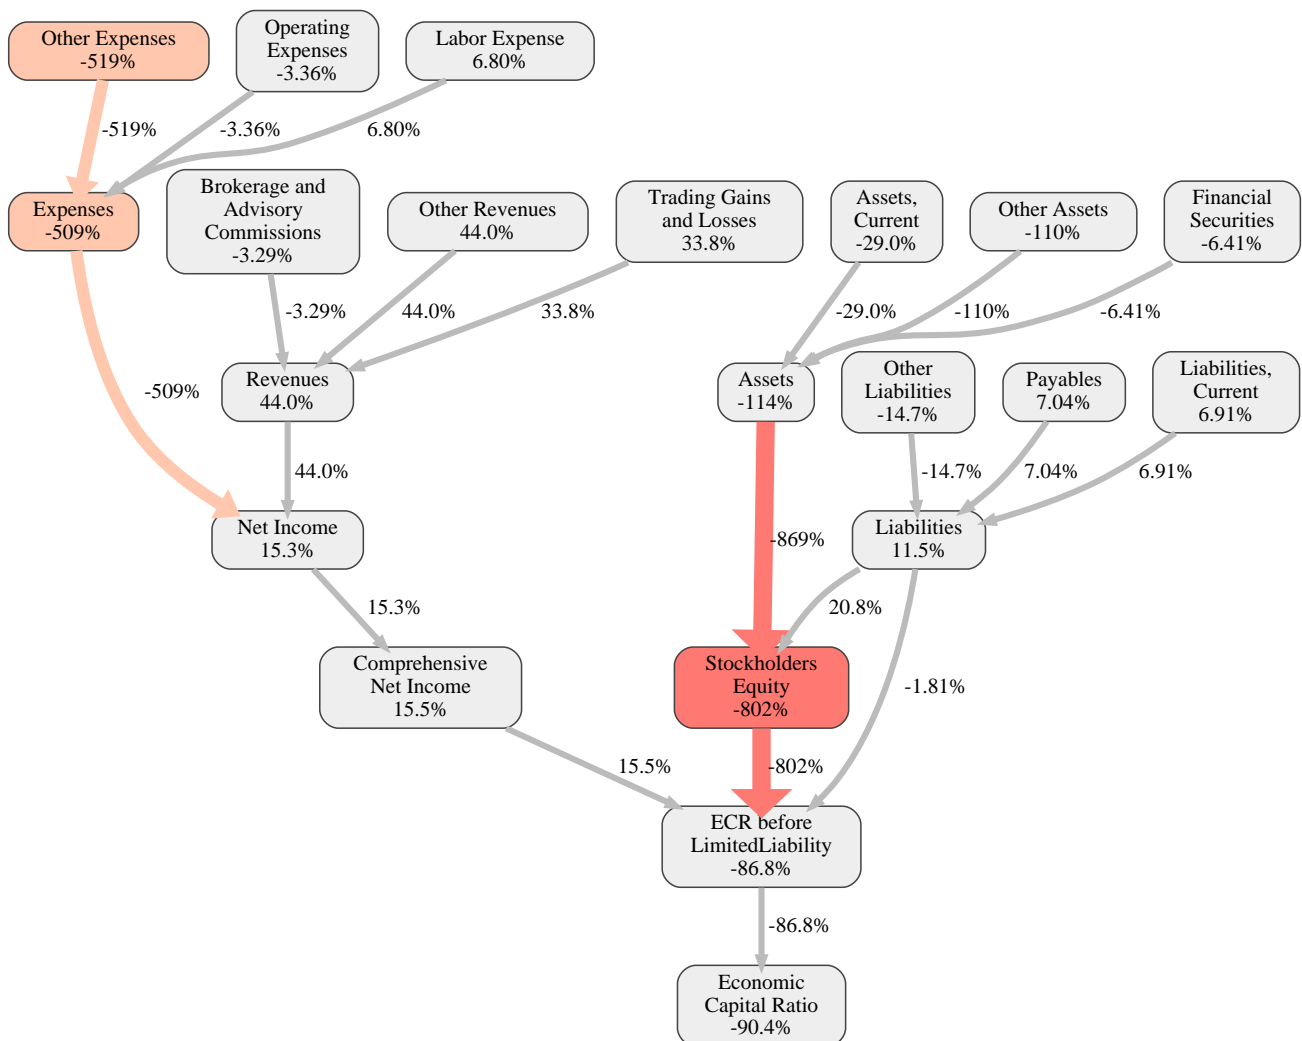 Other Expenses
-519%
Operating
Expenses
-3.36%
Labor Expense
6.80%
-519%
-3.36%
6.80%
Expenses
-509%
Brokerage and
Advisory
Commissions
-3.29%
Other Revenues
44.0%
Trading Gains
and Losses
33.8%
Assets,
Current
-29.0%
Other Assets
-110%
Financial
Securities
-6.41%
-3.29%
44.0%
33.8%
-29.0%
-110%
-6.41%
-509%
Revenues
44.0%
Assets
-114%
Other
Liabilities
-14.7%
Payables
7.04%
Liabilities,
Current
6.91%
44.0%
-869%
-14.7%
7.04%
6.91%
Net Income
15.3%
Liabilities
11.5%
15.3%
20.8%
-1.81%
Comprehensive
Net Income
15.5%
Stockholders
Equity
-802%
15.5%
-802%
ECR before
LimitedLiability
-86.8%
-86.8%
Economic
Capital Ratio
-90.4%